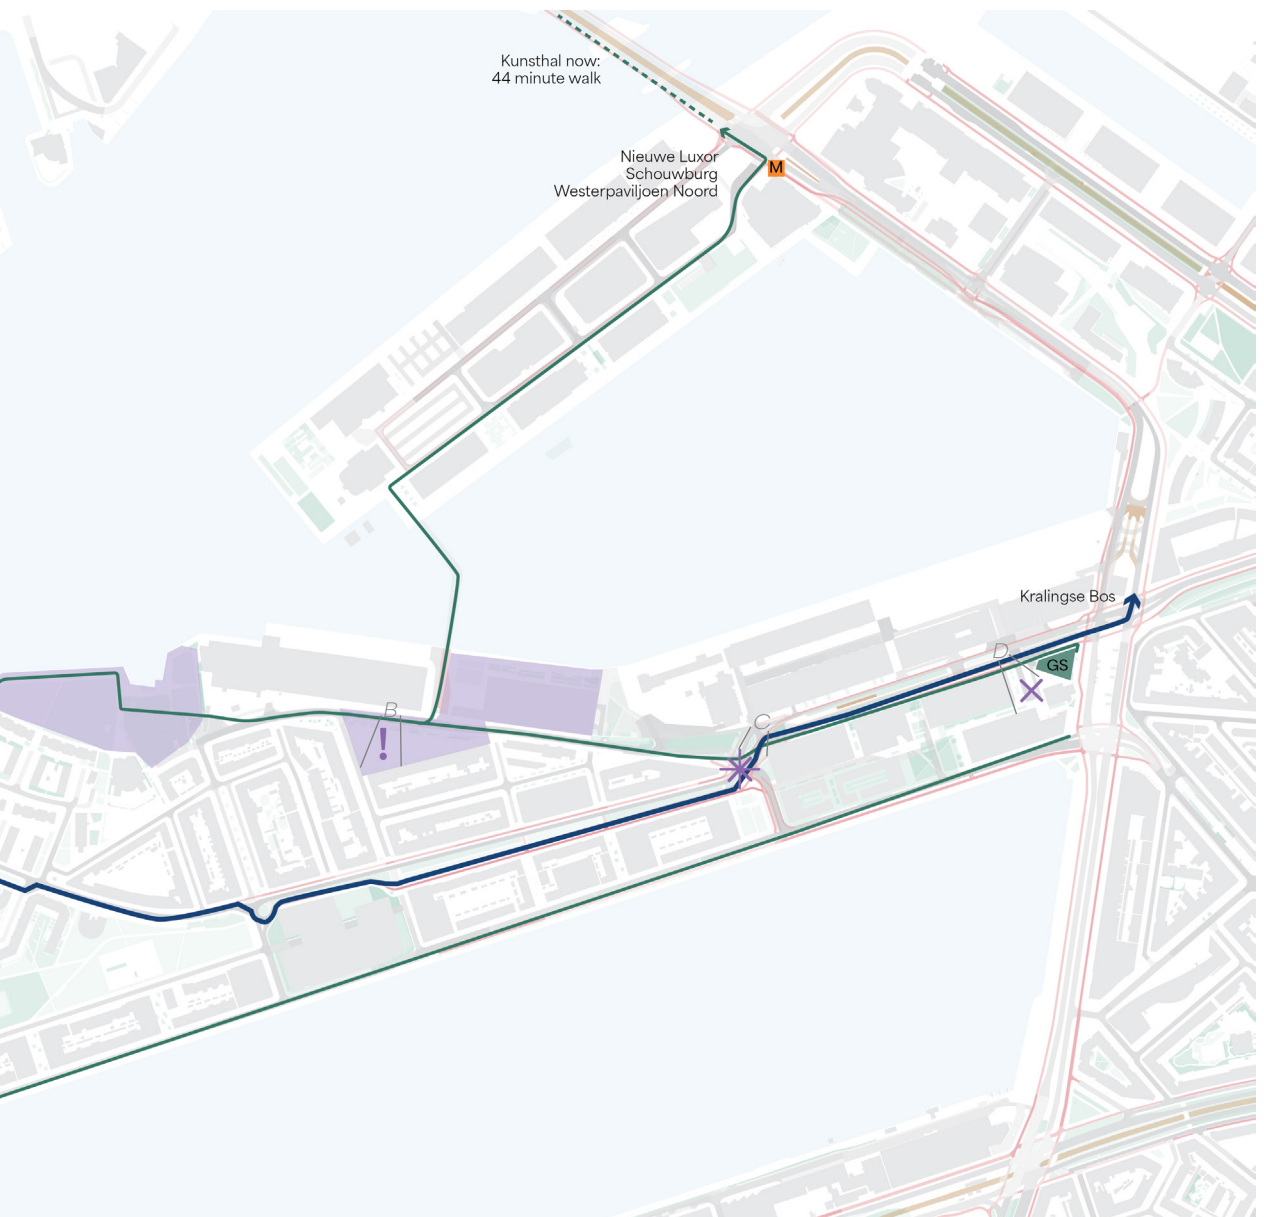 Kunsthal now:
44 minute walk
Nieuwe Luxor
Schouwburg
Westerpaviljoen Noord
M
Kralingse Bos
D
GS
B
!
C